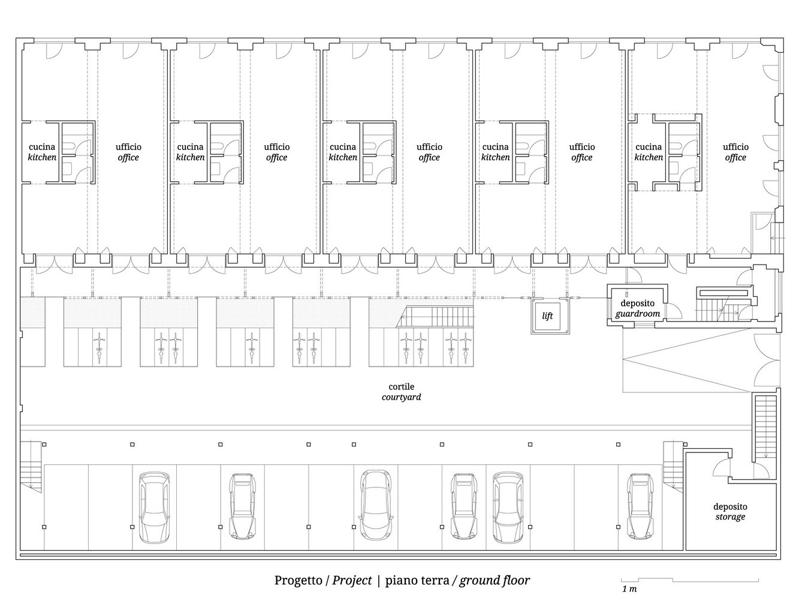 cucina
kitchen
ufficio
office
cucina
kitchen
ufficio
office
cucina
kitchen
ufficio
office
cucina
kitchen
ufficio
office
cucina
kitchen
ufficio
office
deposito
guardroom
lift
cortile
courtyard
deposito
storage
Progetto / Project | piano terra / ground floor
1 m